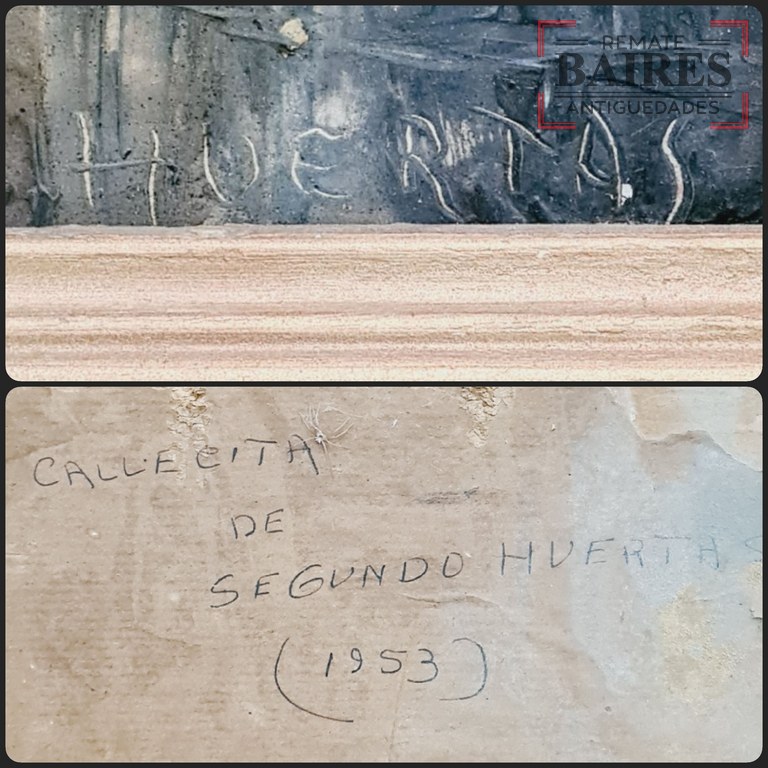 REMATE
BAIRES
ANTIGUEDADES
HUERTAS
CALLECITA
DE
SEGUNDO HUERTAS
(1953)